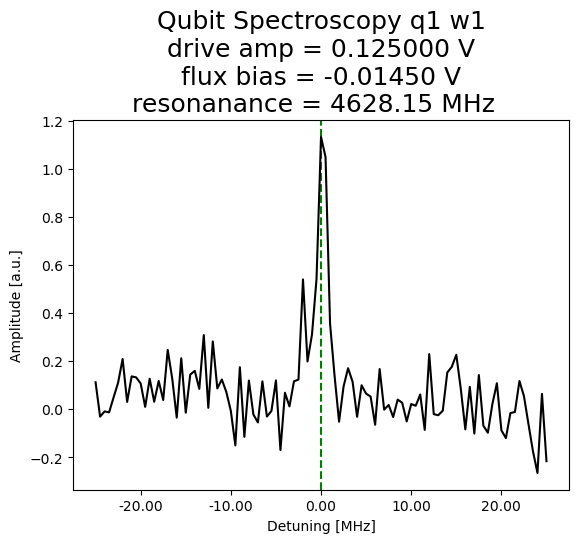 Qubit Spectroscopy q1 w1
drive amp = 0.125000 V
flux bias = -0.01450 V
resonanance = 4628.15 MHz
1.2
1.0
0.8
0.6
0.4
0.2
0.0
−0.2
Amplitude [a.u.]
-20.00 -10.00 0.00 10.00 20.00
Detuning [MHz]